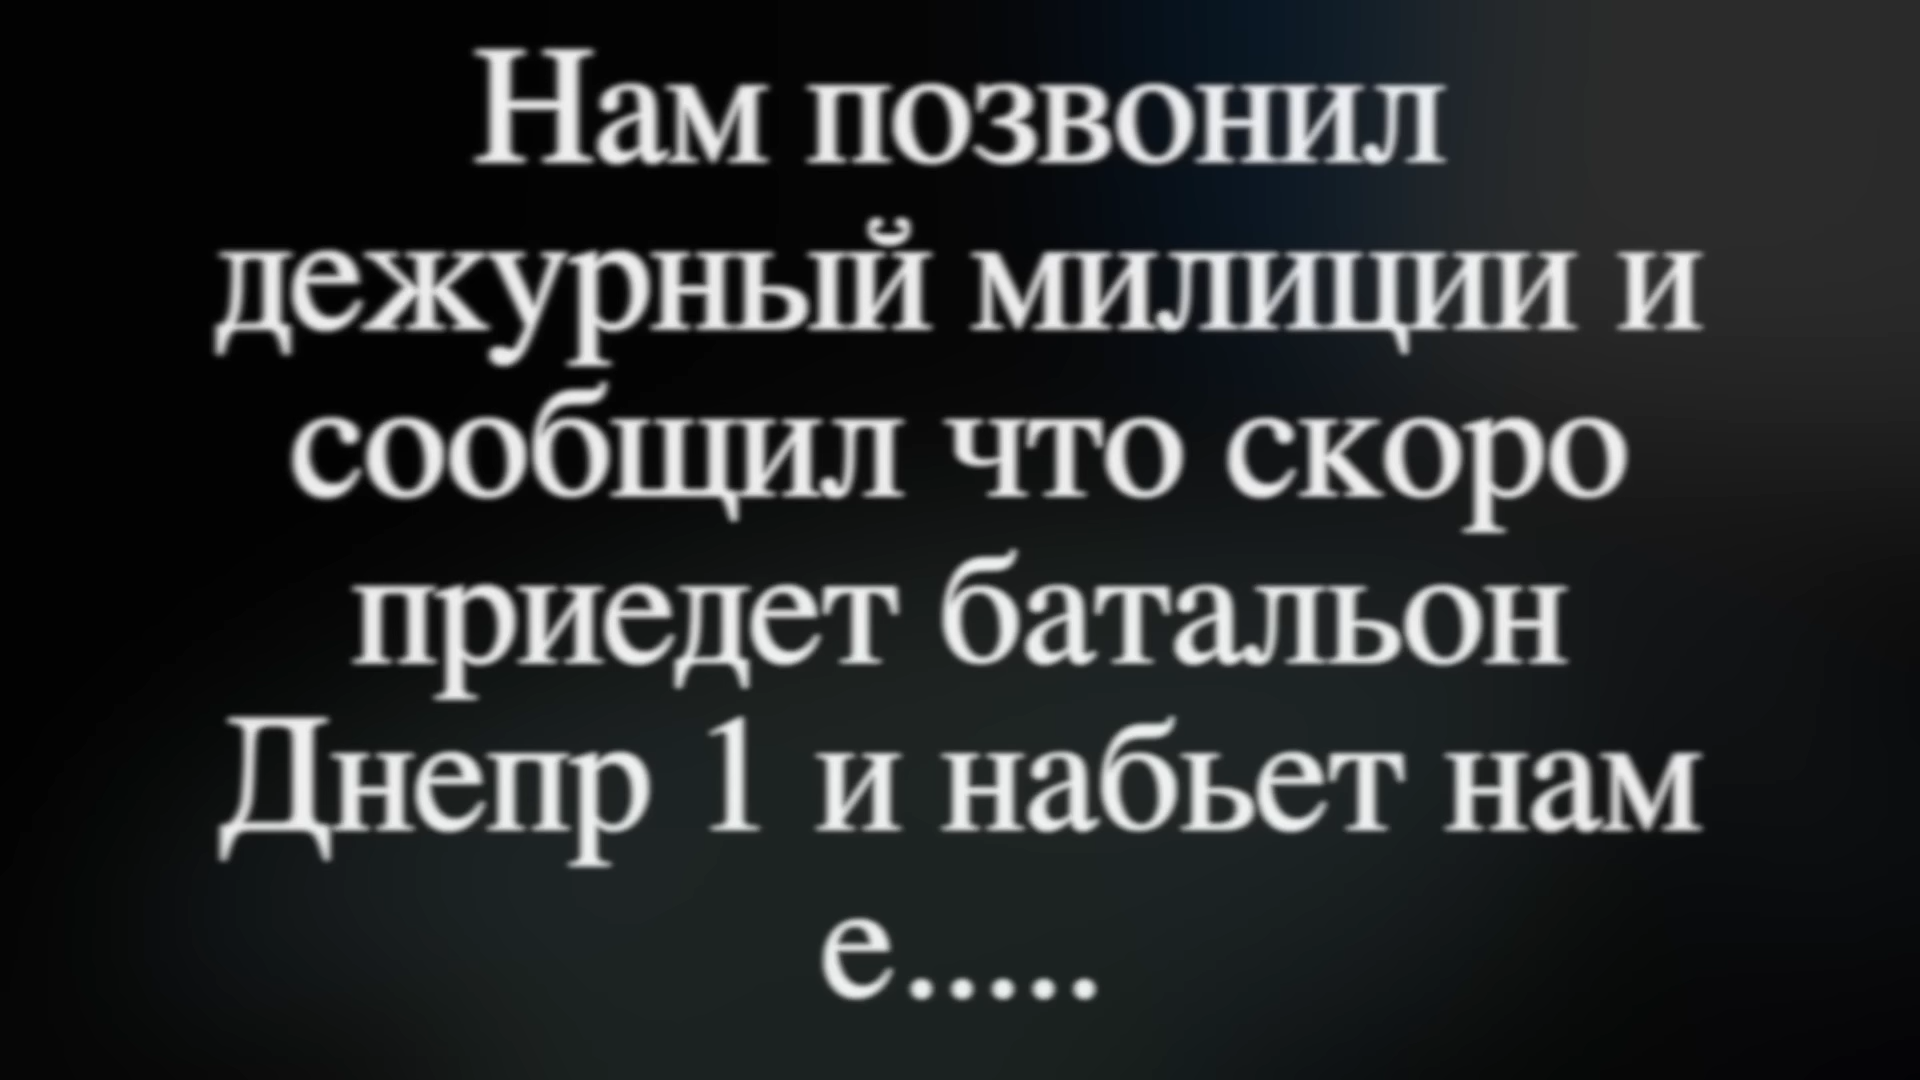 Нам позвонил
дежурный милиции и
сообщил что скоро
приедет батальон
Днепр 1 и набьет нам
е.....